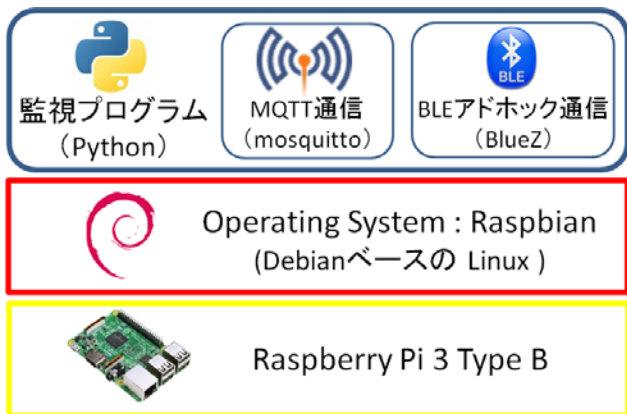 監視プログラム
（Python）
MQTT通信
（mosquitto）
BLE
BLEアドホック通信
（BlueZ）
Operating System : Raspbian
(Debianベースの Linux )
Raspberry Pi 3 Type B